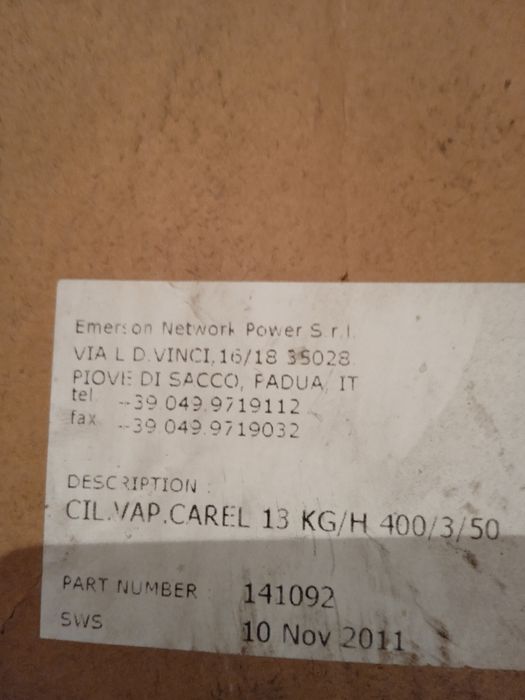 Emerson Network Power S.r.l.
VIA L D.VINCI,16/18 35028
PIOVE DI SACCO, PADUA, IT
tel. +39 049.9719112
fax. +39 049.9719032
DESCRIPTION :
CIL.VAP.CAREL 13 KG/H 400/3/50
PART NUMBER : 141092
SWS 10 Nov 2011